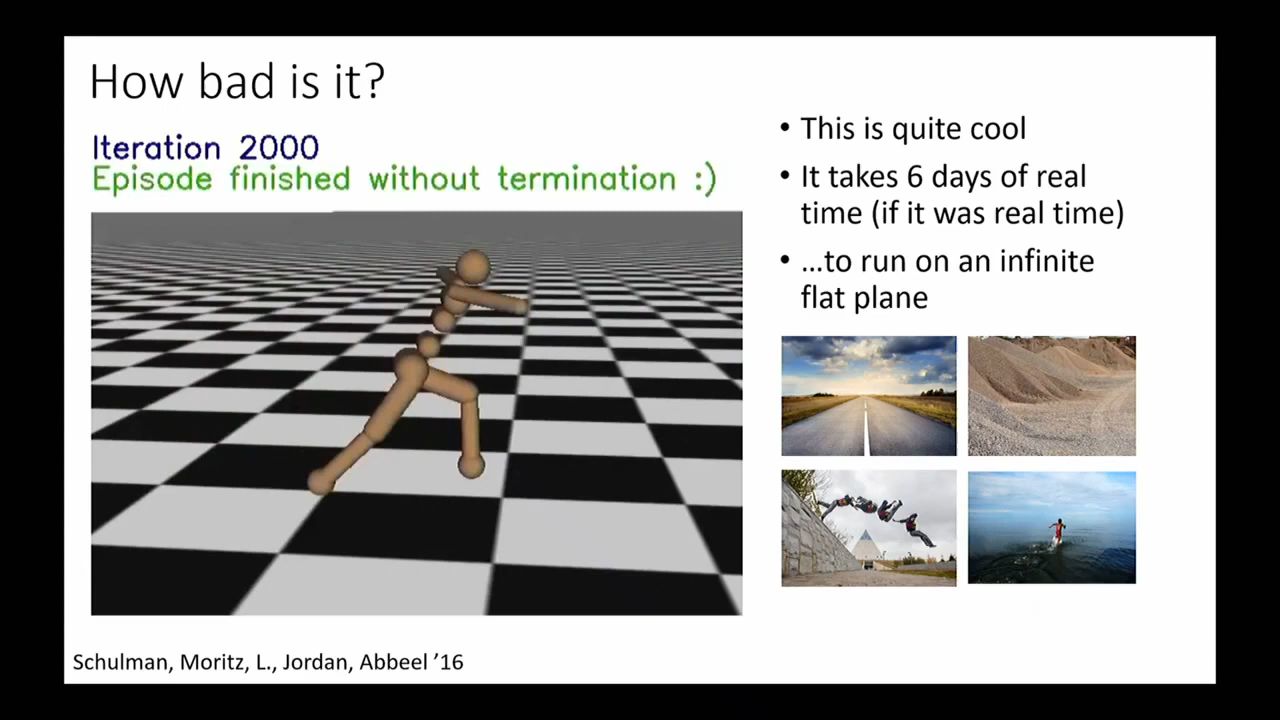 How bad is it?
Iteration 2000
Episode finished without termination :)
• This is quite cool
• It takes 6 days of real
time (if it was real time)
• …to run on an infinite
flat plane
Schulman, Moritz, L., Jordan, Abbeel ’16